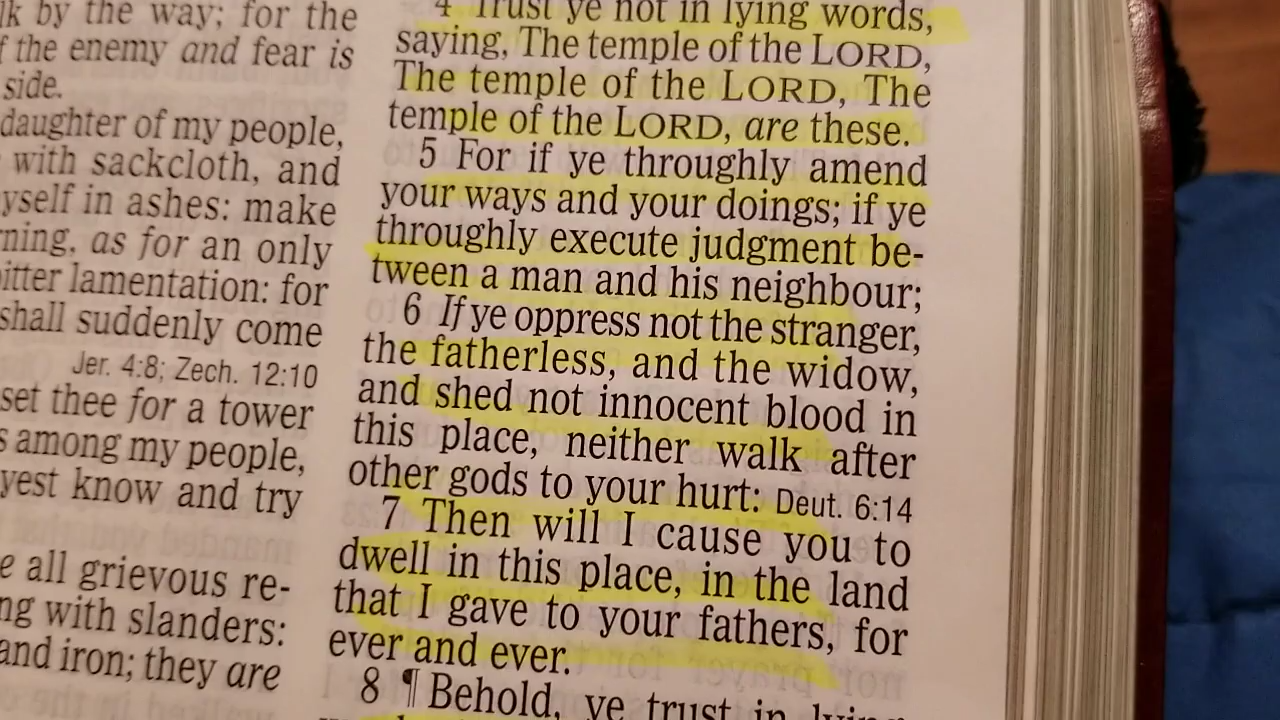 by the way; for the
the enemy and fear is
side.
daughter of my people,
with sackcloth, and
in ashes: make
as for an only
lamentation: for
shall suddenly come
Jer. 4:8; Zech. 12:10
set thee for a tower
among my people,
know and try
all grievous re-
with slanders:
and iron; they are
4 Trust ye not in lying words,
saying, The temple of the LORD,
The temple of the LORD, The
temple of the LORD, are these.
5 For if ye throughly amend
your ways and your doings; if ye
throughly execute judgment be-
tween a man and his neighbour;
6 If ye oppress not the stranger,
the fatherless, and the widow,
and shed not innocent blood in
this place, neither walk after
other gods to your hurt: Deut. 6:14
7 Then will I cause you to
dwell in this place, in the land
that I gave to your fathers, for
ever and ever.
8 ¶ Behold, ye trust in lying